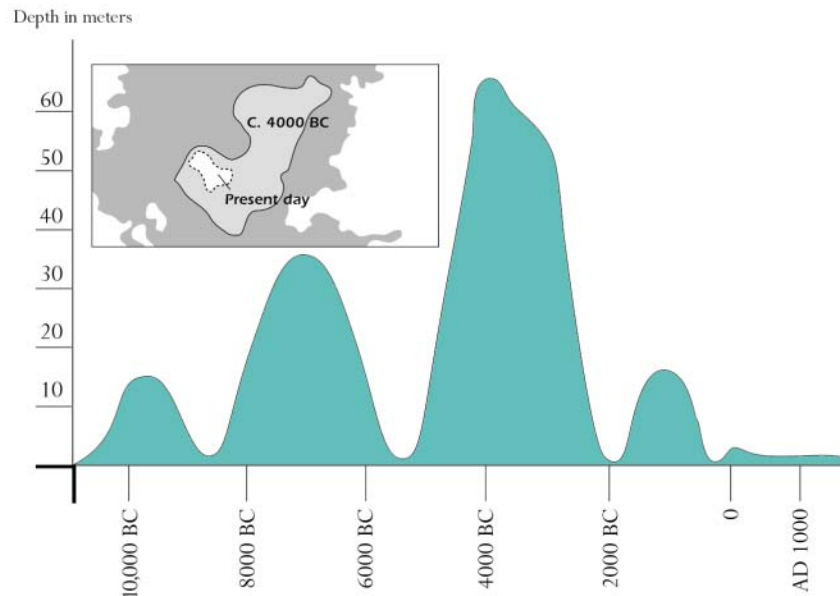 Depth in meters
60
50
40
30
20
10
C. 4000 BC
Present day
10,000 BC
8000 BC
6000 BC
4000 BC
2000 BC
0
AD 1000